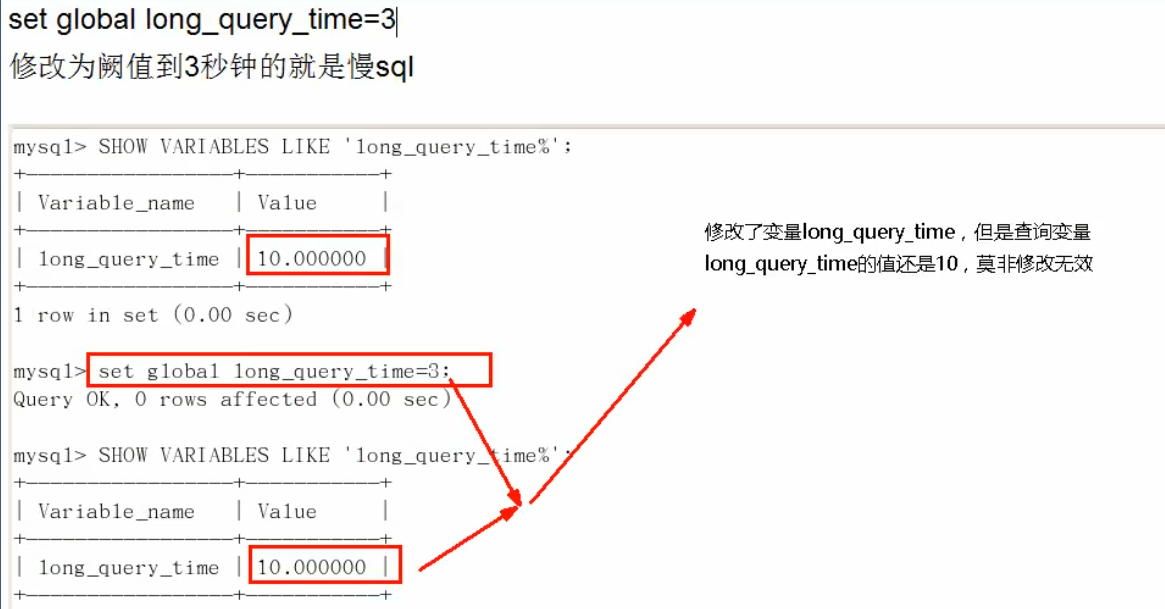 set global long_query_time=3
修改为阙值到3秒钟的就是慢sql
mysql> SHOW VARIABLES LIKE 'long_query_time%';
+-----------------+-----------+
| Variable_name   | Value     |
+-----------------+-----------+
| long_query_time | 10.000000 |
+-----------------+-----------+
1 row in set (0.00 sec)
mysql> set global long_query_time=3;
Query OK, 0 rows affected (0.00 sec)
修改了变量long_query_time，但是查询变量
long_query_time的值还是10，莫非修改无效
mysql> SHOW VARIABLES LIKE 'long_query_time%';
+-----------------+-----------+
| Variable_name   | Value     |
+-----------------+-----------+
| long_query_time | 10.000000 |
+-----------------+-----------+